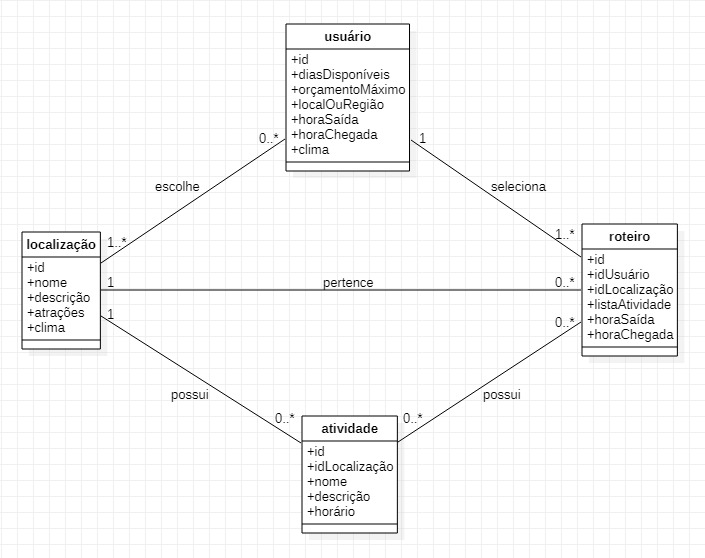 usuário
+id
+diasDisponíveis
+orçamentoMáximo
+localOuRegião
+horaSaída
+horaChegada
+clima
0..*
1
escolhe
seleciona
1..*
1..*
localização
+id
+nome
+descrição
+atrações
+clima
roteiro
+id
+idUsuário
+idLocalização
+listaAtividade
+horaSaída
+horaChegada
1
pertence
0..*
1
0..*
possui
possui
0..*
0..*
atividade
+id
+idLocalização
+nome
+descrição
+horário